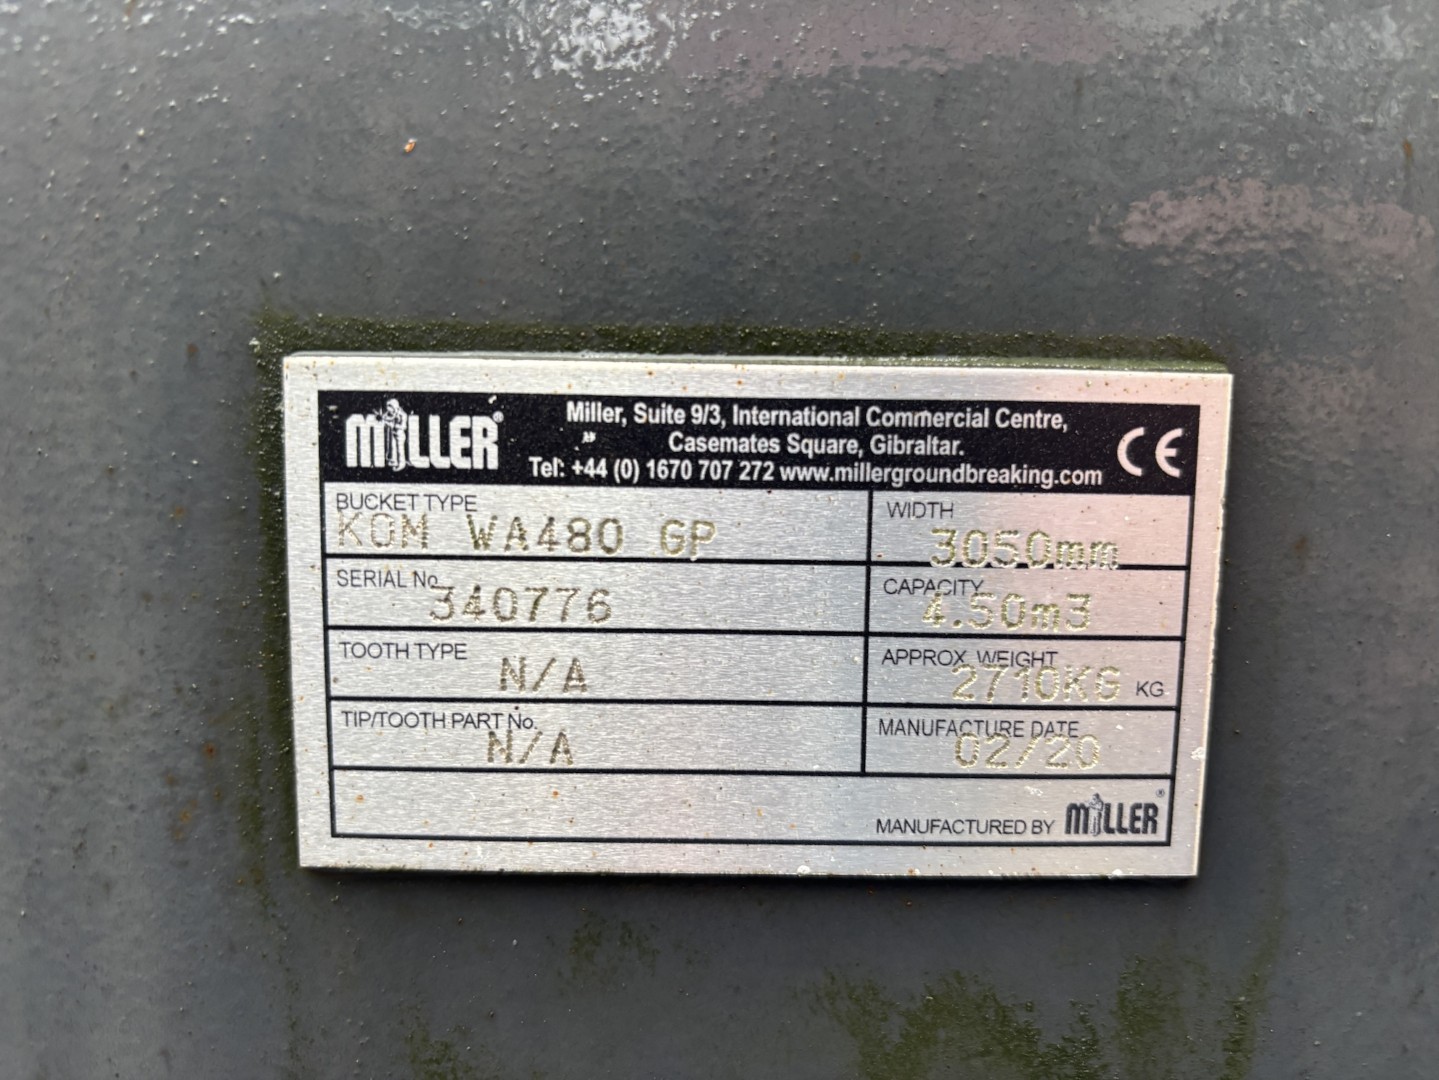 MILLER®
Miller, Suite 9/3, International Commercial Centre,
Casemates Square, Gibraltar.
Tel: +44 (0) 1670 707 272 www.millergroundbreaking.com
CE
BUCKET TYPE
KOM WA480 GP
WIDTH
3050mm
SERIAL No.
340776
CAPACITY
4.50m3
TOOTH TYPE
N/A
APPROX. WEIGHT
2710KG KG
TIP/TOOTH PART No.
N/A
MANUFACTURE DATE
02/20
MANUFACTURED BY MILLER®